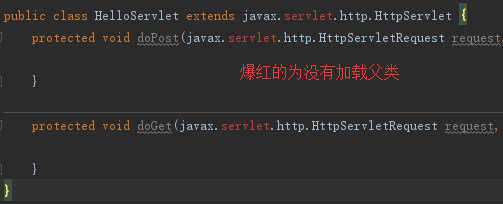 public class HelloServlet extends javax.servlet.http.HttpServlet {
protected void doPost(javax.servlet.http.HttpServletRequest request,
爆红的为没有加载父类
}
protected void doGet(javax.servlet.http.HttpServletRequest request,
}
}